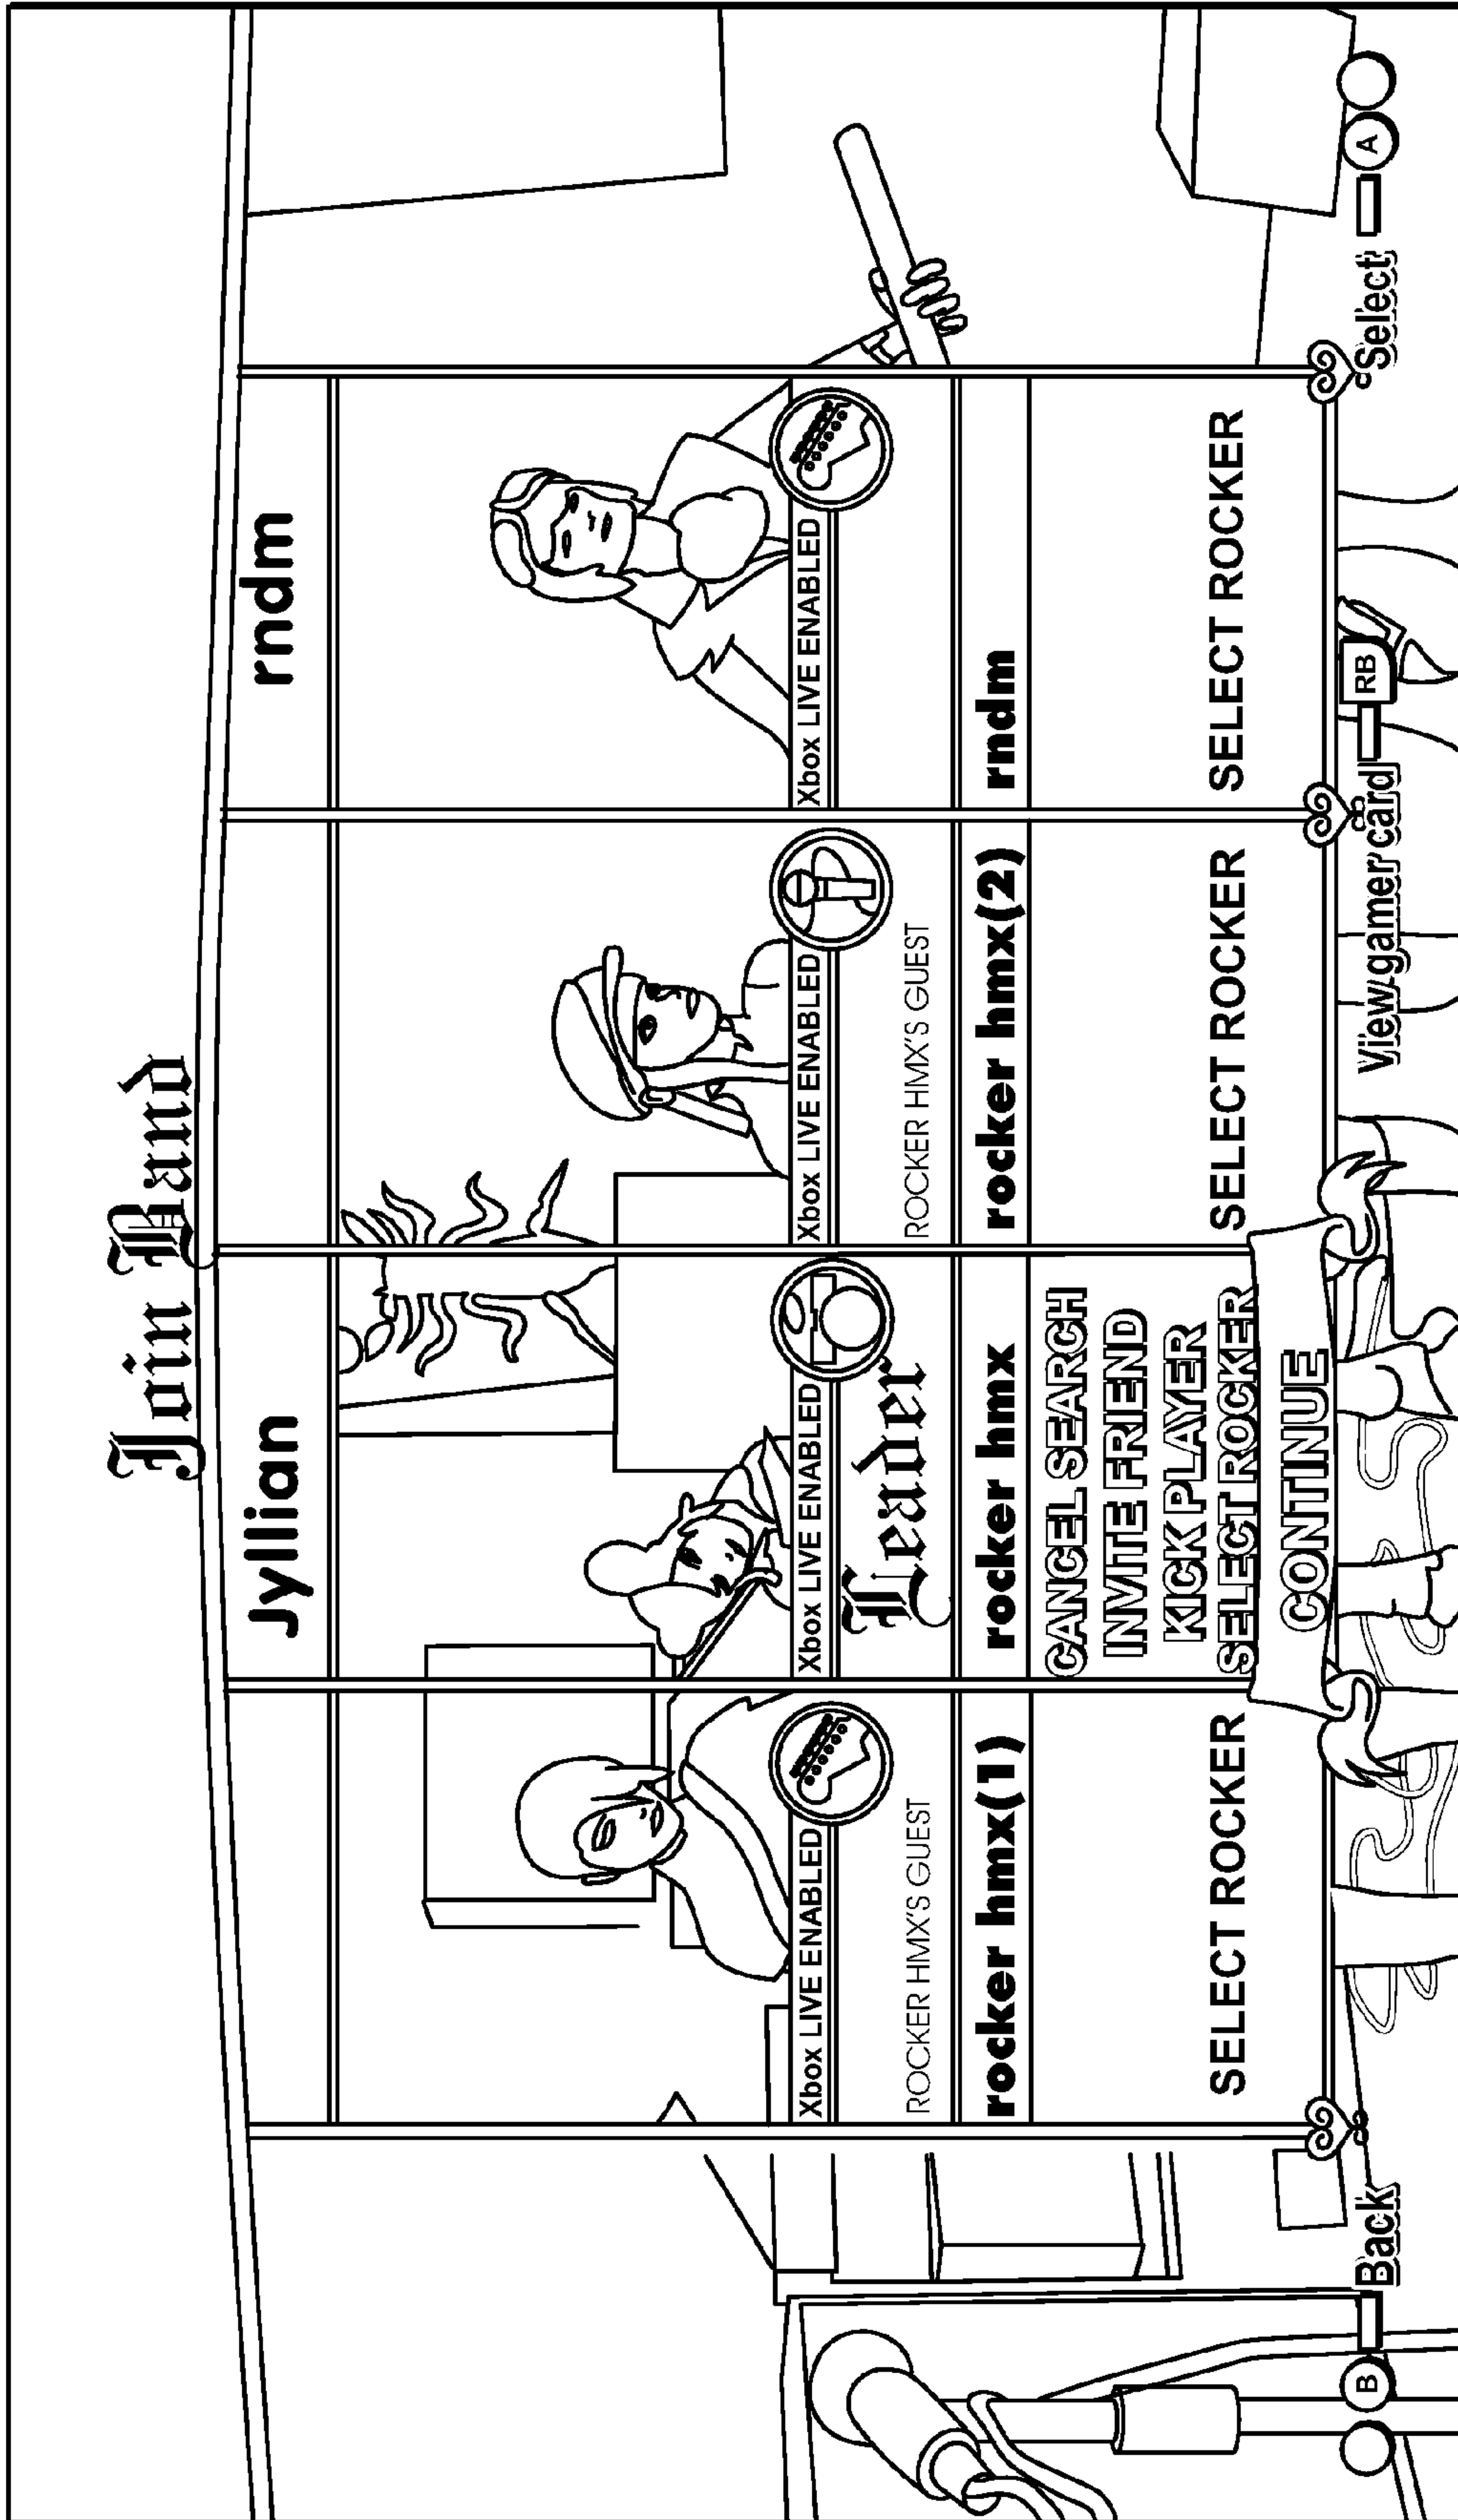 Join Band
Jyllian
rndm
Xbox LIVE ENABLED
ROCKER HMX'S GUEST
rocker hmx(1)
SELECT ROCKER
Xbox LIVE ENABLED
Leader
rocker hmx
CANCEL SEARCH
INVITE FRIEND
KICK PLAYER
SELECT ROCKER
CONTINUE
Xbox LIVE ENABLED
ROCKER HMX'S GUEST
rocker hmx(2)
SELECT ROCKER
Xbox LIVE ENABLED
rndm
SELECT ROCKER
B Back
View gamer card RB
Select A